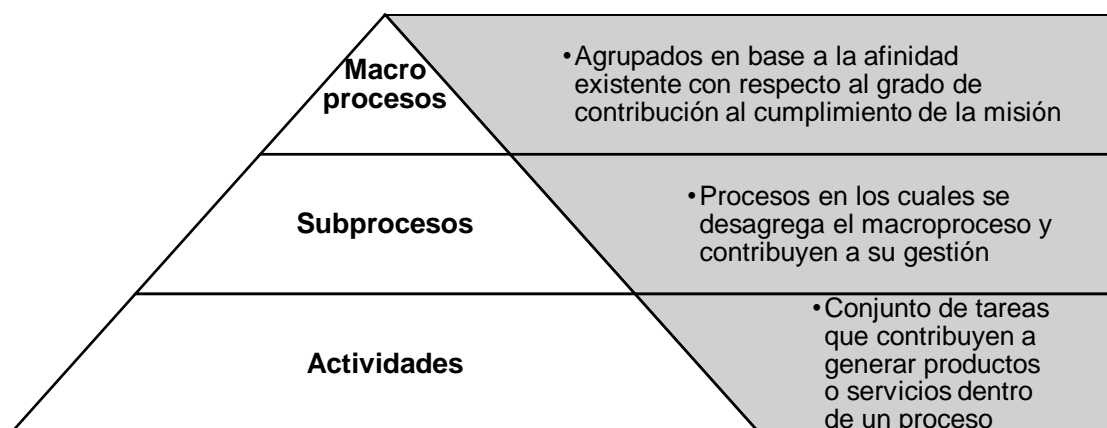 Macro
procesos
•Agrupados en base a la afinidad
existente con respecto al grado de
contribución al cumplimiento de la misión
Subprocesos
•Procesos en los cuales se
desagrega el macroproceso y
contribuyen a su gestión
Actividades
•Conjunto de tareas
que contribuyen a
generar productos
o servicios dentro
de un proceso